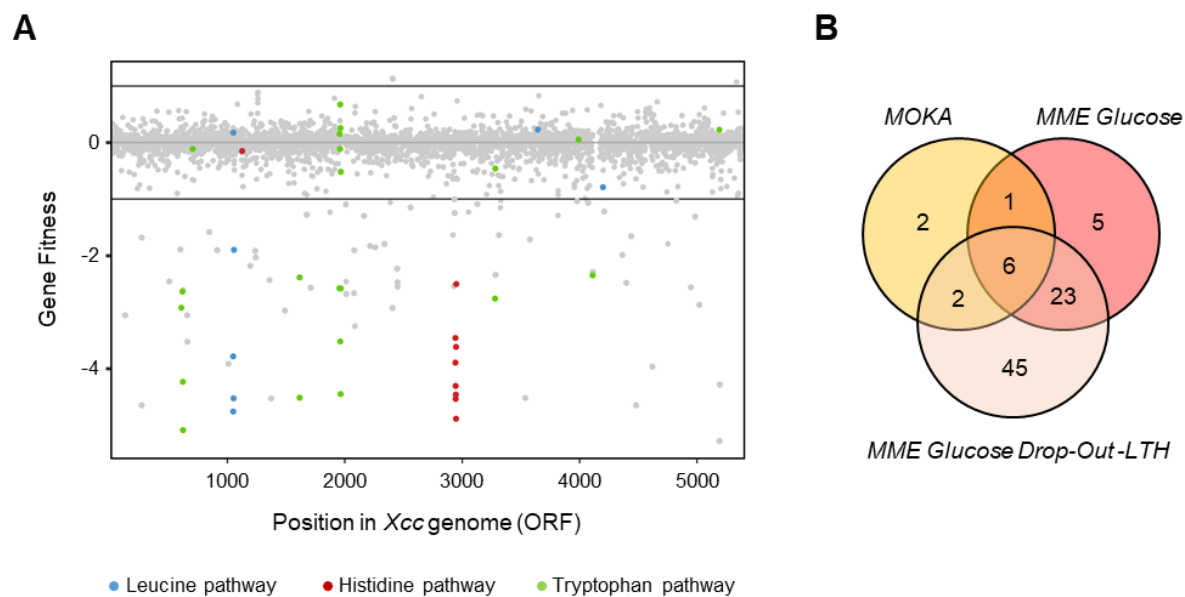 A
B
0
-2
-4
Gene Fitness
1000 2000 3000 4000 5000
Position in Xcc genome (ORF)
Leucine pathway Histidine pathway Tryptophan pathway
MOKA MME Glucose
2 1 5
6
2 23
45
MME Glucose Drop-Out-LTH